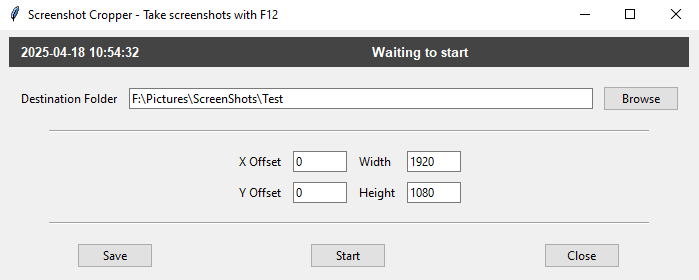 Screenshot Cropper - Take screenshots with F12
2025-04-18 10:54:32 Waiting to start
Destination Folder F:\Pictures\ScreenShots\Test Browse
X Offset 0 Width 1920
Y Offset 0 Height 1080
Save Start Close